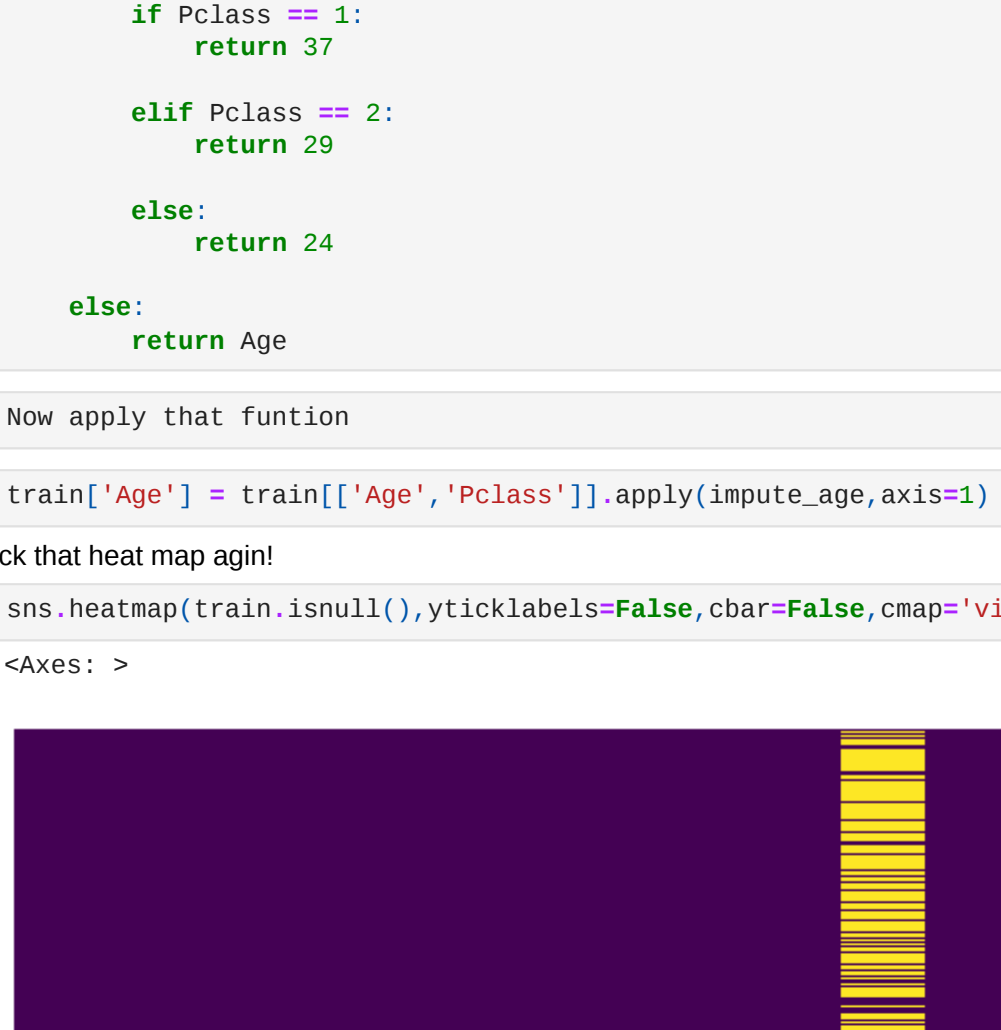 if Pclass == 1:
return 37
elif Pclass == 2:
return 29
else:
return 24
else:
return Age
Now apply that funtion
train['Age'] = train[['Age','Pclass']].apply(impute_age,axis=1)
ck that heat map agin!
sns.heatmap(train.isnull(),yticklabels=False,cbar=False,cmap='vi
<Axes: >